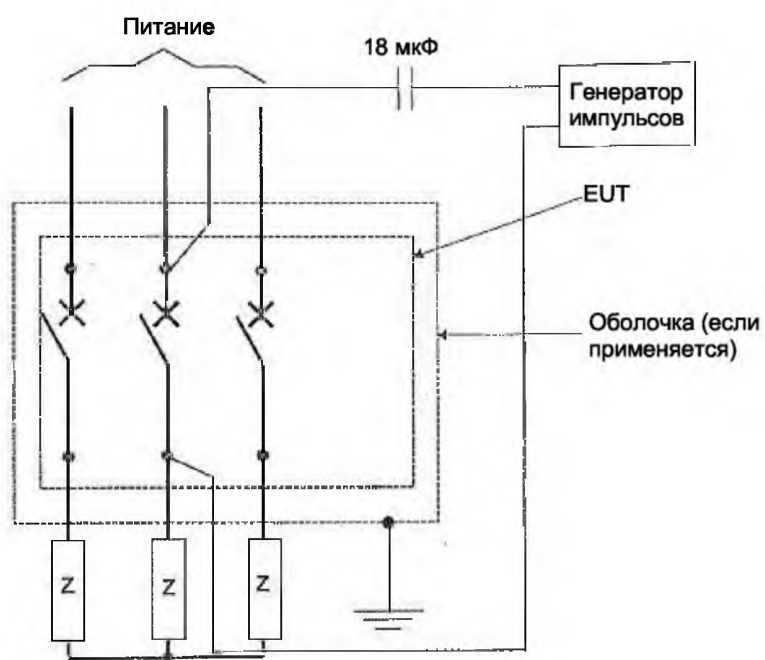 Питание
18 мкФ
Генератор
импульсов
EUT
Оболочка (если
применяется)
Z
Z
Z